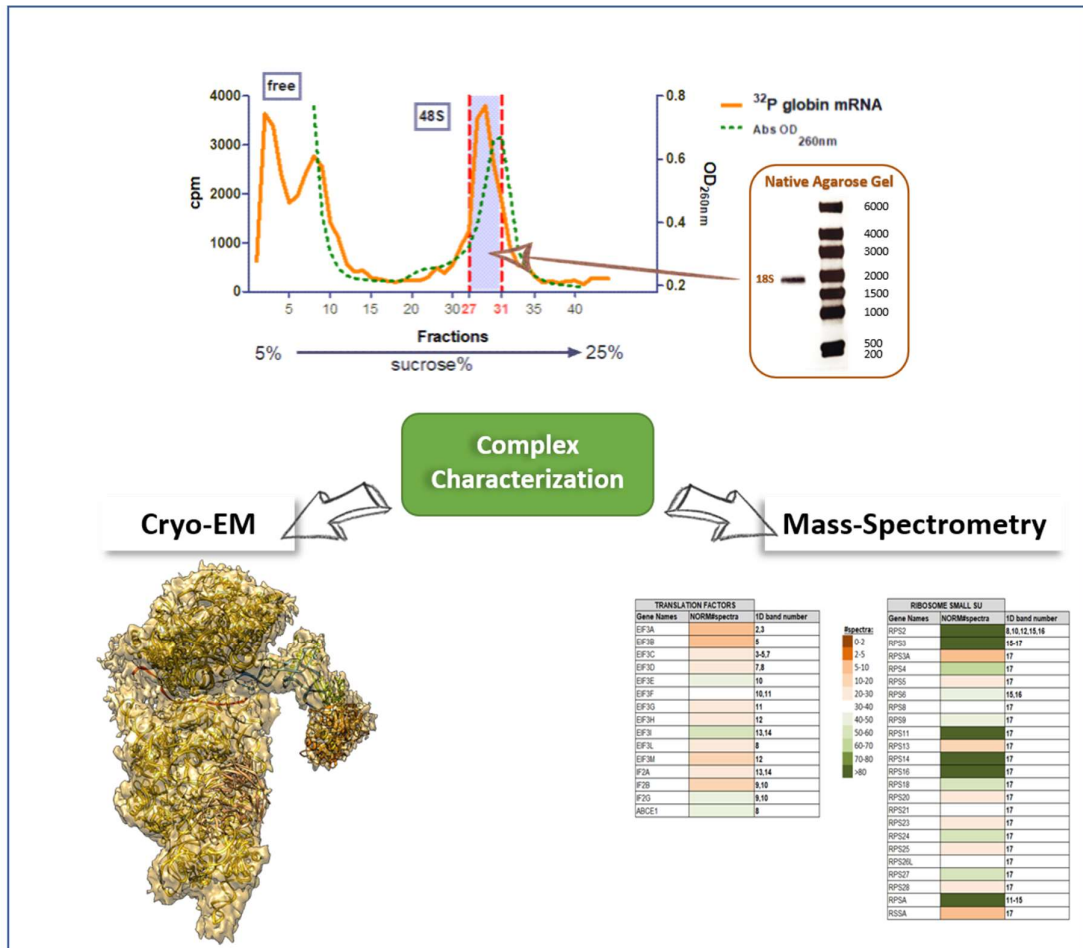 free
4000
3000
2000
1000
0
cpm
48S
0.8
0.6
0.4
0.2
OD260nm
32P globin mRNA
Abs OD 260nm
5 10 15 20 30 27 31 35 40
Fractions
5% 25%
sucrose%
Native Agarose Gel
18S
6000
4000
3000
2000
1500
1000
500
200
Complex
Characterization
Cryo-EM
Mass-Spectrometry
TRANSLATION FACTORS
Gene Names NORM#spectra 1D band number
EIF3A 2,3
EIF3B 5
EIF3C 3-5,7
EIF3D 7,8
EIF3E 10
EIF3F 10,11
EIF3G 11
EIF3H 12
EIF3I 13,14
EIF3L 8
EIF3M 12
IF2A 13,14
IF2B 9,10
IF2G 9,10
ABCE1 8
#spectra:
0-2
2-5
5-10
10-20
20-30
30-40
40-50
50-60
60-70
70-80
>80
RIBOSOME SMALL SU
Gene Names NORM#spectra 1D band number
RPS2 8,10,12,15,16
RPS3 15-17
RPS3A 17
RPS4 17
RPS5 17
RPS6 15,16
RPS8 17
RPS9 17
RPS11 17
RPS13 17
RPS14 17
RPS16 17
RPS18 17
RPS20 17
RPS21 17
RPS23 17
RPS24 17
RPS25 17
RPS26L 17
RPS27 17
RPS28 17
RPSA 11-15
RSSA 17